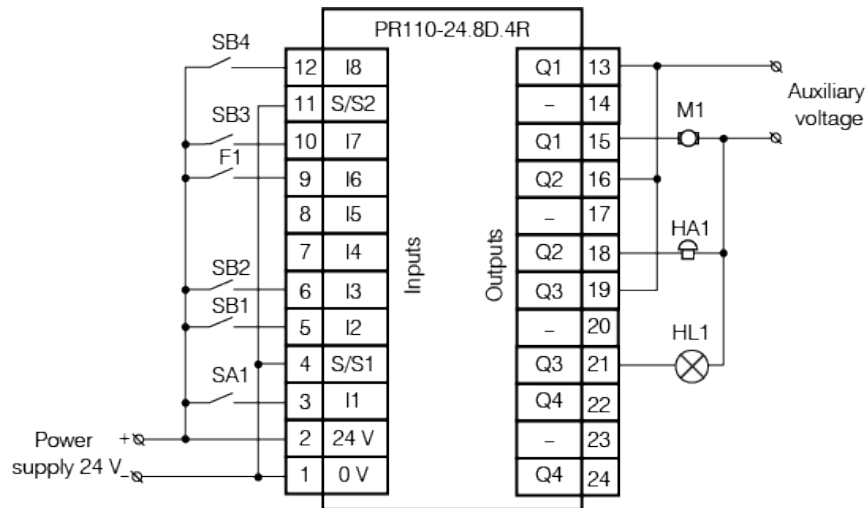 PR110-24.8D.4R
SB4
12 I8
11 S/S2
SB3
10 I7
F1
9 I6
8 I5
7 I4
SB2
6 I3
SB1
5 I2
4 S/S1
SA1
3 I1
2 24 V
1 0 V
Power
supply 24 V
+
–
Inputs
Outputs
Q1 13
– 14
Q1 15
Q2 16
– 17
Q2 18
Q3 19
– 20
Q3 21
Q4 22
– 23
Q4 24
Auxiliary
voltage
M1
HA1
HL1